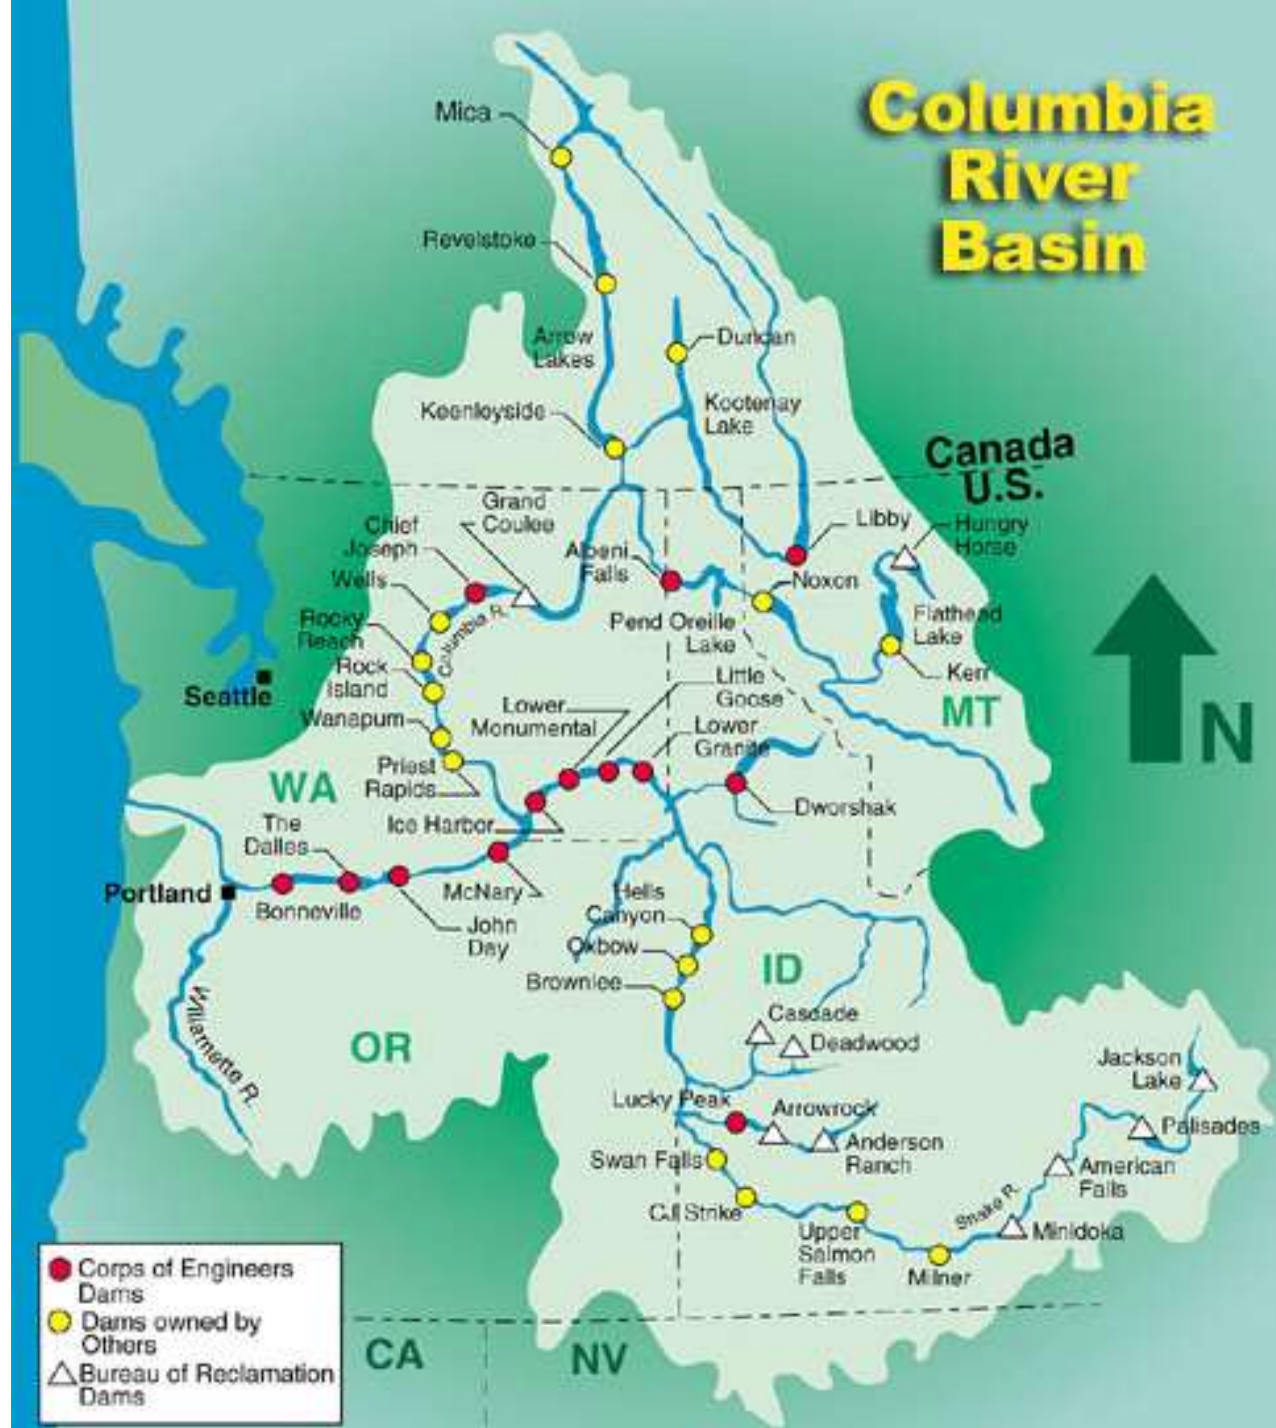 Columbia
River
Basin
Mica
Revelstoke
Arrow
Lakes
Duncan
Keenleyside
Kootenay
Lake
Canada
U.S.
Grand
Coulee
Chief
Joseph
Libby
Hungry
Horse
Albeni
Falls
Wells
Noxon
Columbia R.
Rocky
Reach
Pend Oreille
Lake
Flathead
Lake
Rock
Island
Kerr
Seattle
Little
Goose
Wanapum
Lower
Monumental
Lower
Granite
MT
N
Priest
Rapids
WA
Ice Harbor
Dworshak
The
Dalles
Portland
Bonneville
McNary
John
Day
Hells
Canyon
Oxbow
Brownlee
ID
Willamette R.
OR
Cascade
Deadwood
Jackson
Lake
Lucky Peak
Arrowrock
Anderson
Ranch
Palisades
Swan Falls
American
Falls
CJ Strike
Snake R.
Upper
Salmon
Falls
Minidoka
Milner
Corps of Engineers
Dams
Dams owned by
Others
Bureau of Reclamation
Dams
CA
NV